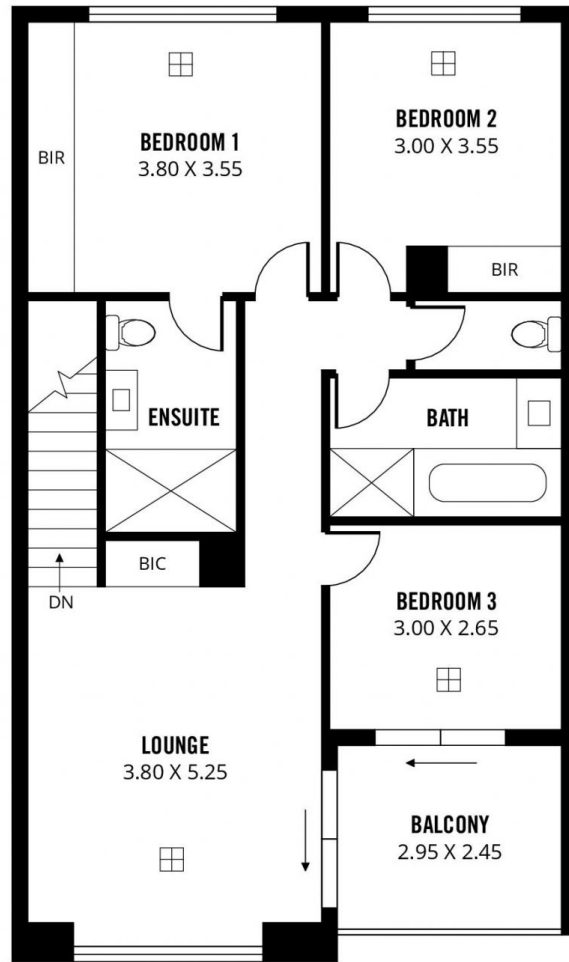 BEDROOM 1
3.80 X 3.55
BIR
BEDROOM 2
3.00 X 3.55
BIR
ENSUITE
BATH
BIC
DN
BEDROOM 3
3.00 X 2.65
LOUNGE
3.80 X 5.25
BALCONY
2.95 X 2.45